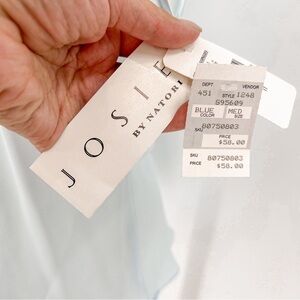 JOSIE
BY NATORI
DEPT VENDOR
451 STYLE 1248
G95609
BLUE MED
COLOR SIZE
SKU 80750803
PRICE $58.00
SKU 80750803
PRICE $58.00